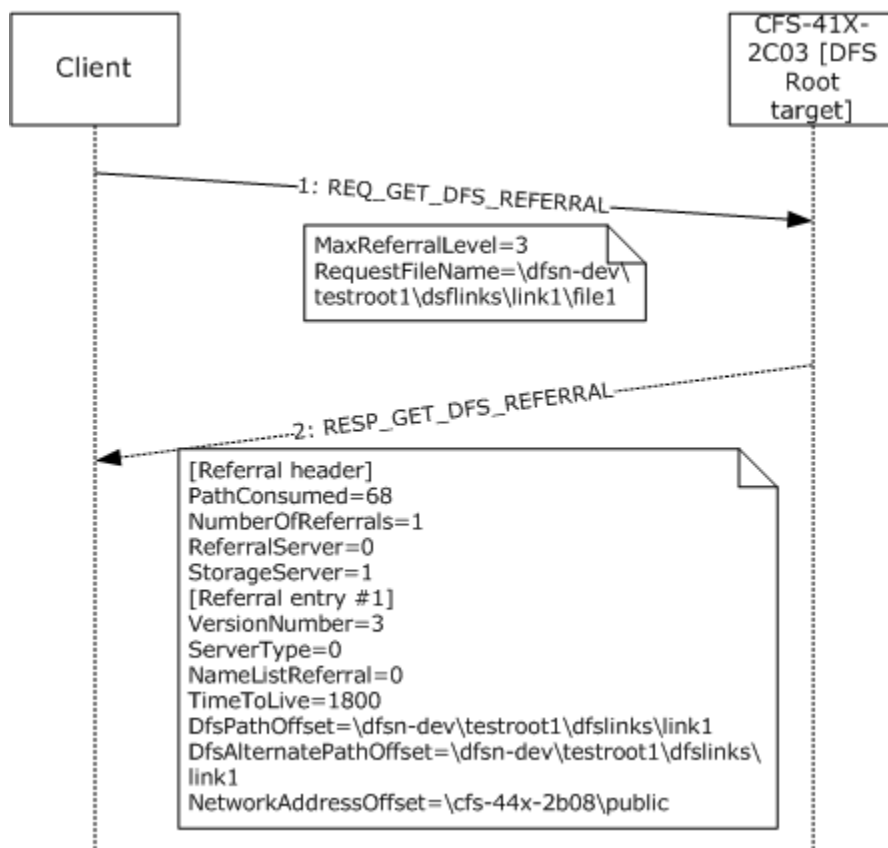 Client
CFS-41X-
2C03 [DFS
Root
target]
1: REQ_GET_DFS_REFERRAL
MaxReferralLevel=3
RequestFileName=\dfsn-dev\
testroot1\dsflinks\link1\file1
2: RESP_GET_DFS_REFERRAL
[Referral header]
PathConsumed=68
NumberOfReferrals=1
ReferralServer=0
StorageServer=1
[Referral entry #1]
VersionNumber=3
ServerType=0
NameListReferral=0
TimeToLive=1800
DfsPathOffset=\dfsn-dev\testroot1\dfslinks\link1
DfsAlternatePathOffset=\dfsn-dev\testroot1\dfslinks\
link1
NetworkAddressOffset=\cfs-44x-2b08\public